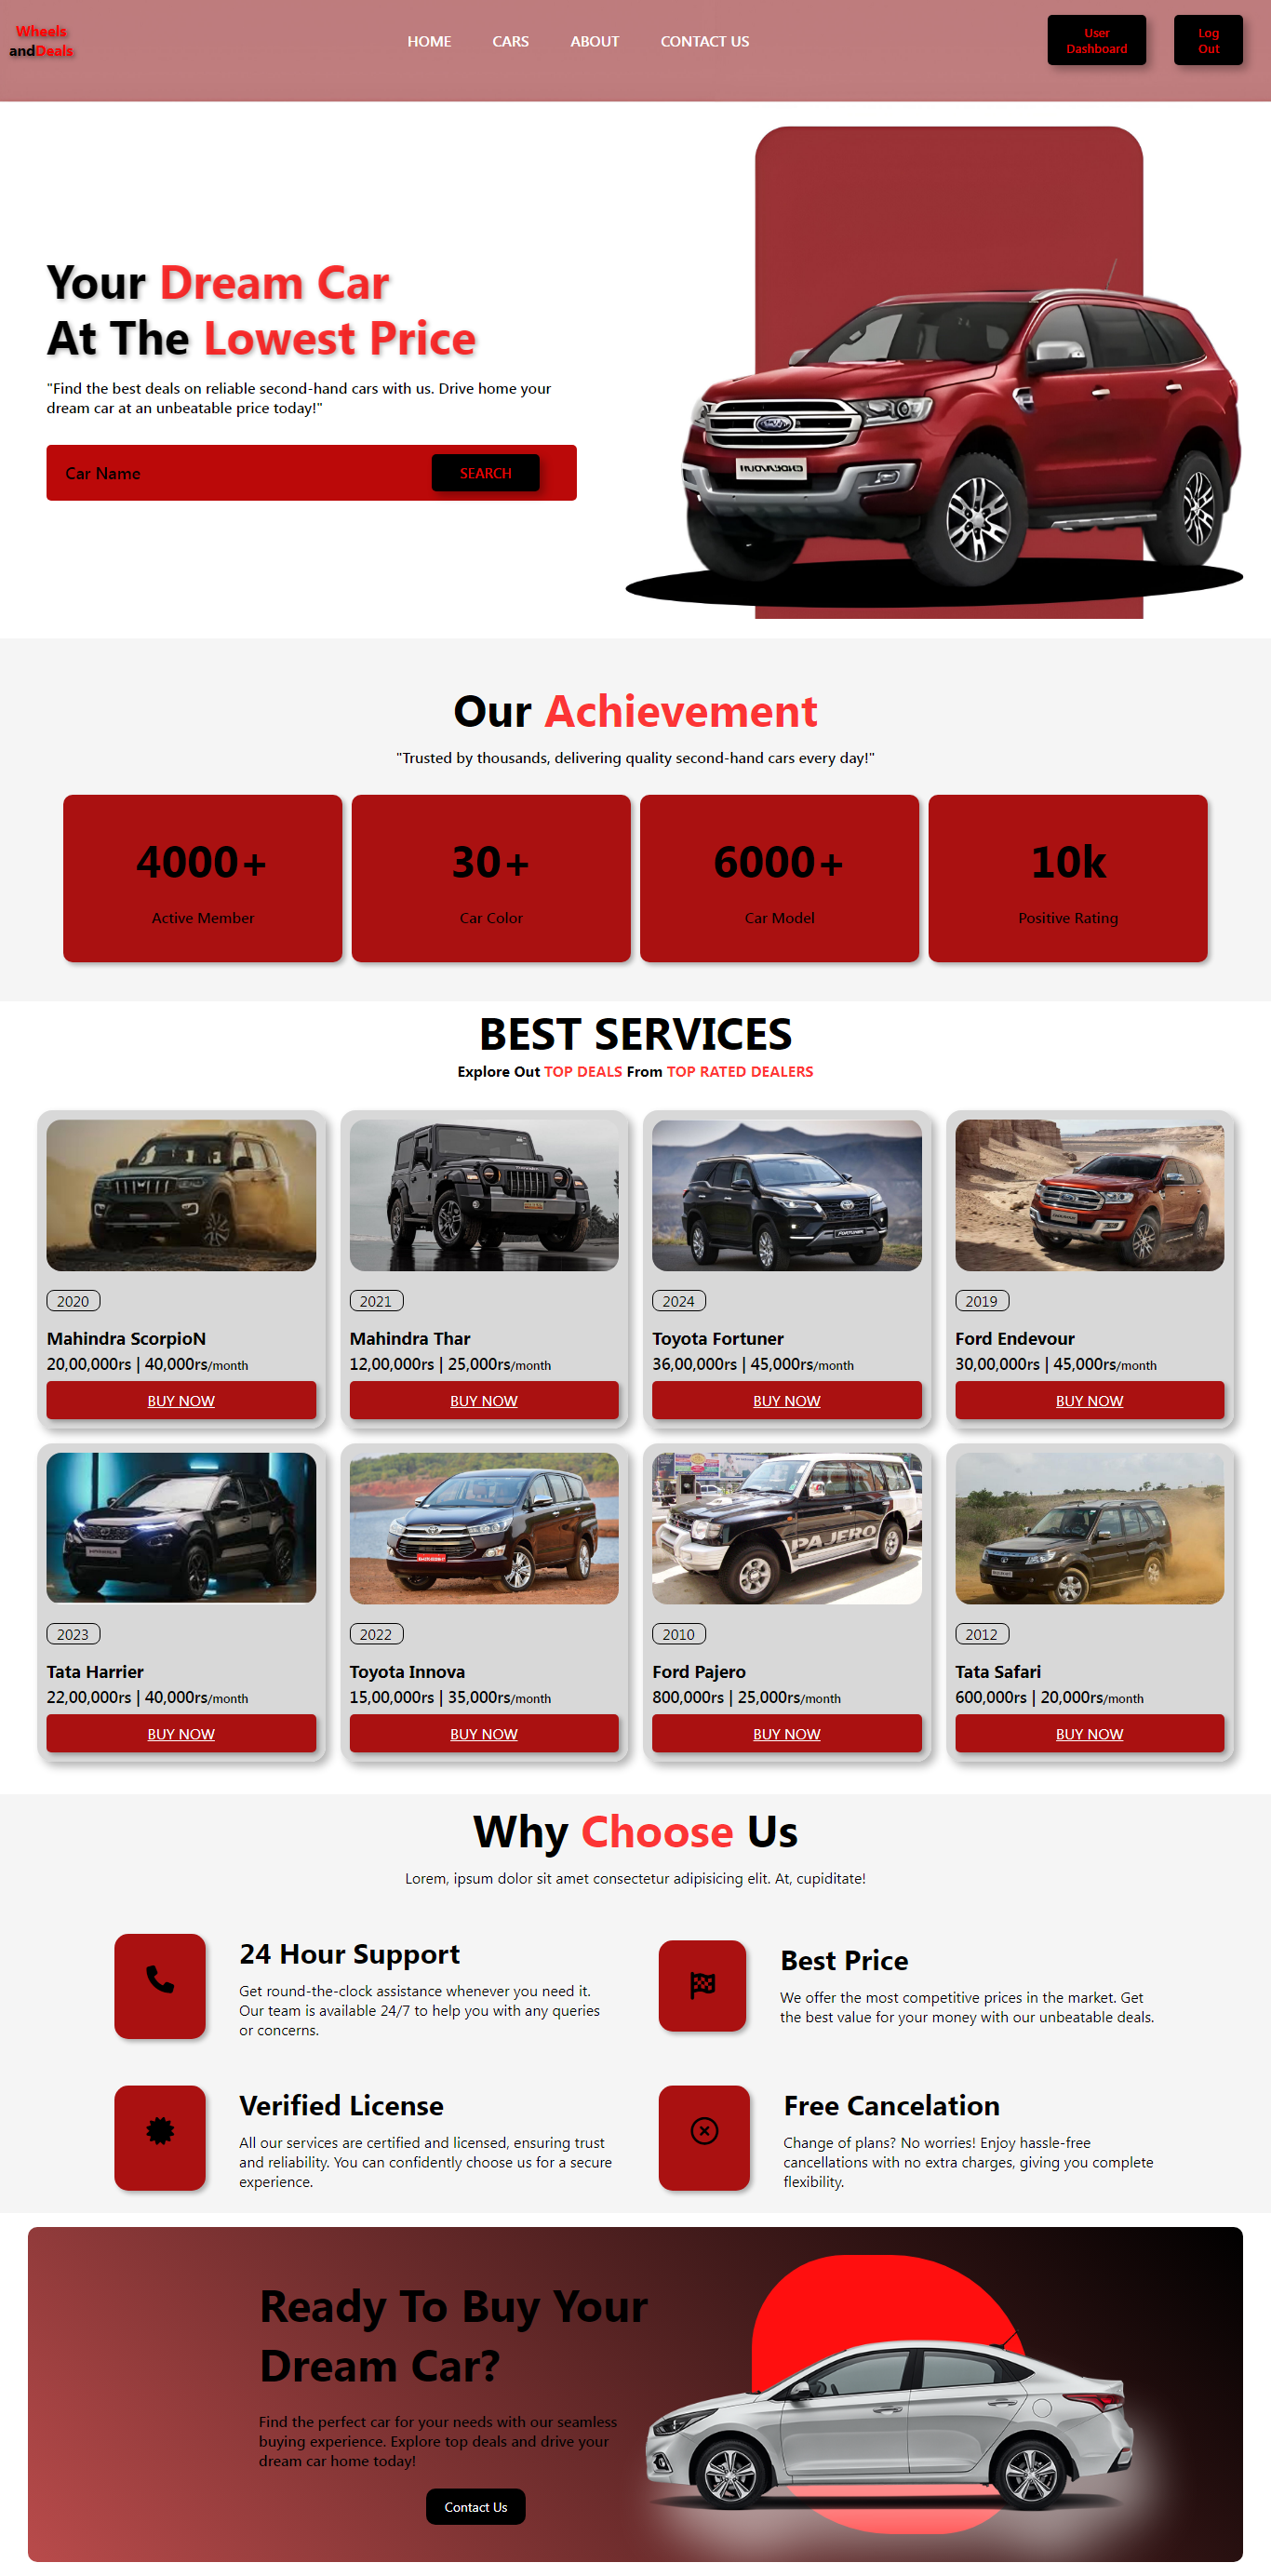 Wheels
andDeals
HOME CARS ABOUT CONTACT US
User
Dashboard
Log
Out
Your Dream Car
At The Lowest Price
"Find the best deals on reliable second-hand cars with us. Drive home your
dream car at an unbeatable price today!"
Car Name
SEARCH
Our Achievement
"Trusted by thousands, delivering quality second-hand cars every day!"
4000+
Active Member
30+
Car Color
6000+
Car Model
10k
Positive Rating
BEST SERVICES
Explore Out TOP DEALS From TOP RATED DEALERS
2020
Mahindra ScorpioN
20,00,000rs | 40,000rs/month
BUY NOW
2021
Mahindra Thar
12,00,000rs | 25,000rs/month
BUY NOW
FORTUNER
2024
Toyota Fortuner
36,00,000rs | 45,000rs/month
BUY NOW
2019
Ford Endevour
30,00,000rs | 45,000rs/month
BUY NOW
2023
Tata Harrier
22,00,000rs | 40,000rs/month
BUY NOW
2022
Toyota Innova
15,00,000rs | 35,000rs/month
BUY NOW
PAJERO
2010
Ford Pajero
800,000rs | 25,000rs/month
BUY NOW
2012
Tata Safari
600,000rs | 20,000rs/month
BUY NOW
Why Choose Us
Lorem, ipsum dolor sit amet consectetur adipisicing elit. At, cupiditate!
24 Hour Support
Get round-the-clock assistance whenever you need it.
Our team is available 24/7 to help you with any queries
or concerns.
Best Price
We offer the most competitive prices in the market. Get
the best value for your money with our unbeatable deals.
Verified License
All our services are certified and licensed, ensuring trust
and reliability. You can confidently choose us for a secure
experience.
Free Cancelation
Change of plans? No worries! Enjoy hassle-free
cancellations with no extra charges, giving you complete
flexibility.
Ready To Buy Your
Dream Car?
Find the perfect car for your needs with our seamless
buying experience. Explore top deals and drive your
dream car home today!
Contact Us